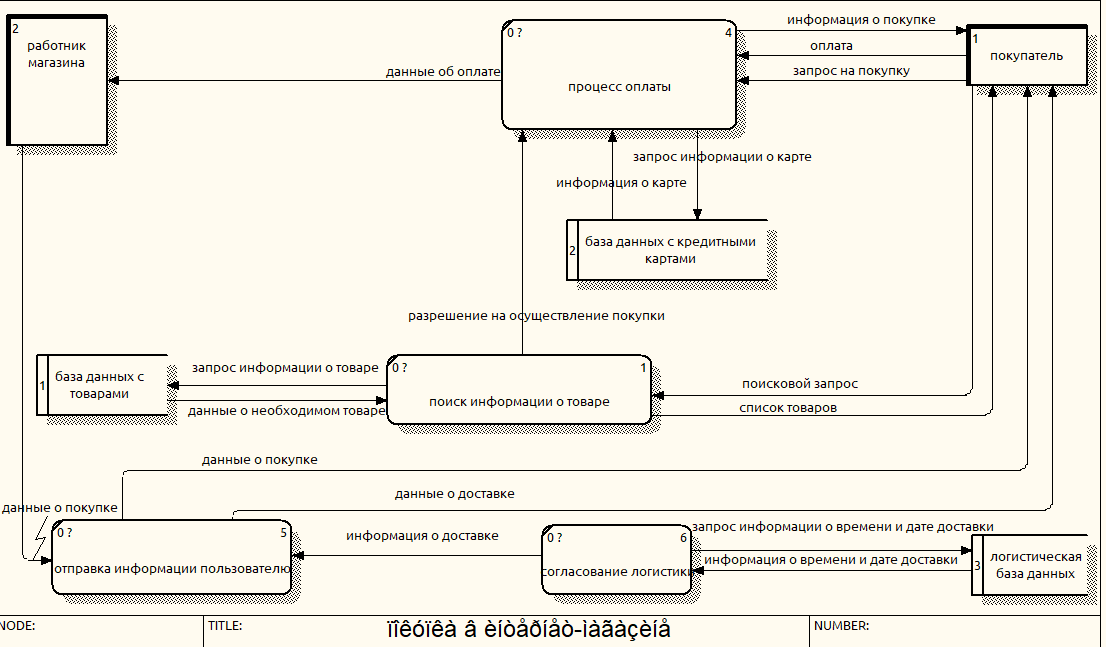 2
работник
магазина
данные об оплате
0 ?
4
процесс оплаты
информация о покупке
оплата
запрос на покупку
1
покупатель
запрос информации о карте
информация о карте
2
база данных с кредитными
картами
разрешение на осуществление покупки
1
база данных с
товарами
запрос информации о товаре
данные о необходимом товаре
0 ?
1
поиск информации о товаре
поисковой запрос
список товаров
данные о покупке
данные о доставке
данные о покупке
0 ?
5
отправка информации пользователю
информация о доставке
0 ?
6
согласование логистики
запрос информации о времени и дате доставки
информация о времени и дате доставки
3
логистическая
база данных
NODE:
TITLE:
ïîêóïêà â èíòåðíåò-ìàãàçèíå
NUMBER: